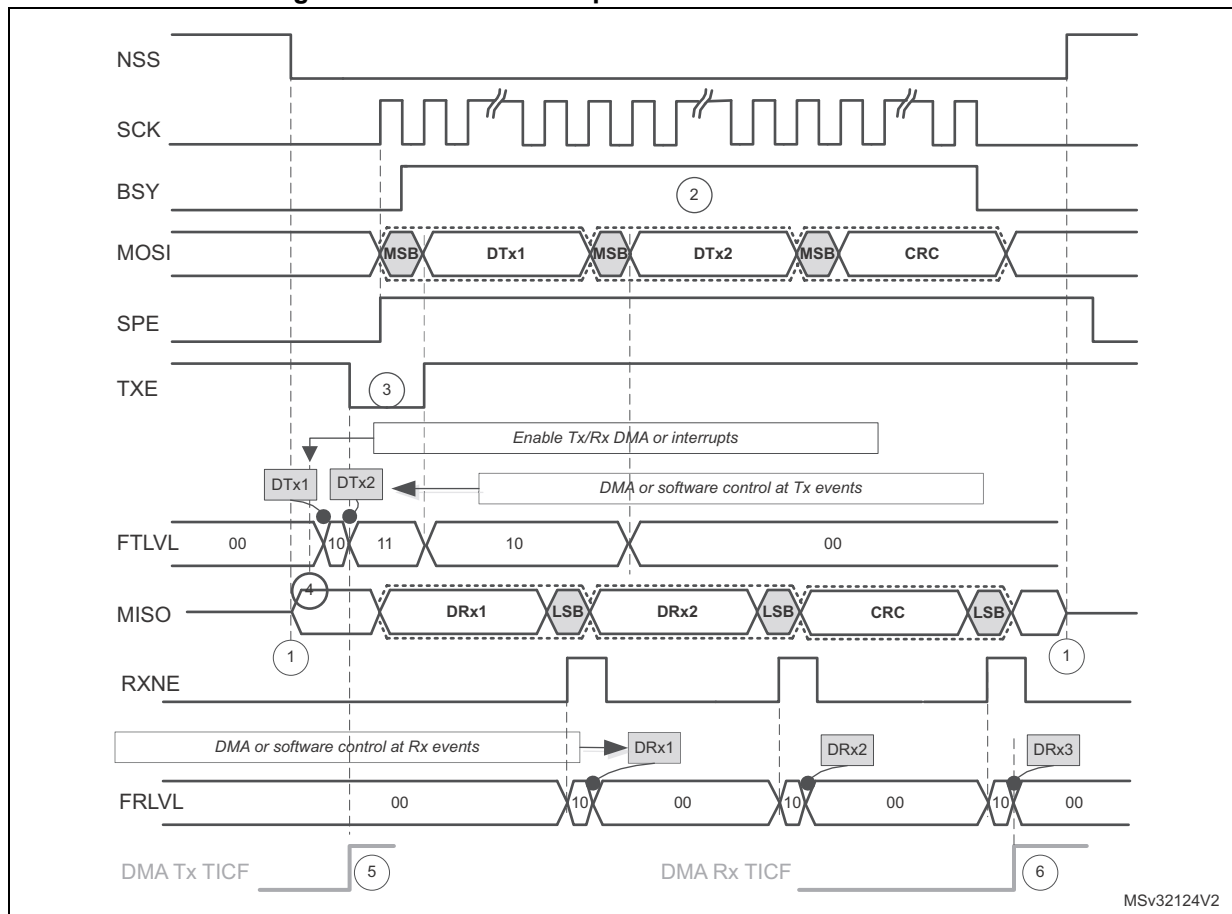 NSS
SCK
BSY
2
MOSI
MSB DTx1 MSB DTx2 MSB CRC
SPE
TXE
3
Enable Tx/Rx DMA or interrupts
DTx1 DTx2 DMA or software control at Tx events
FTLVL 00 10 11 10 00
4
MISO DRx1 LSB DRx2 LSB CRC LSB
1 1
RXNE
DMA or software control at Rx events DRx1 DRx2 DRx3
FRLVL 00 10 00 10 00 10 00
DMA Tx TICF 5 DMA Rx TICF 6
MSv32124V2